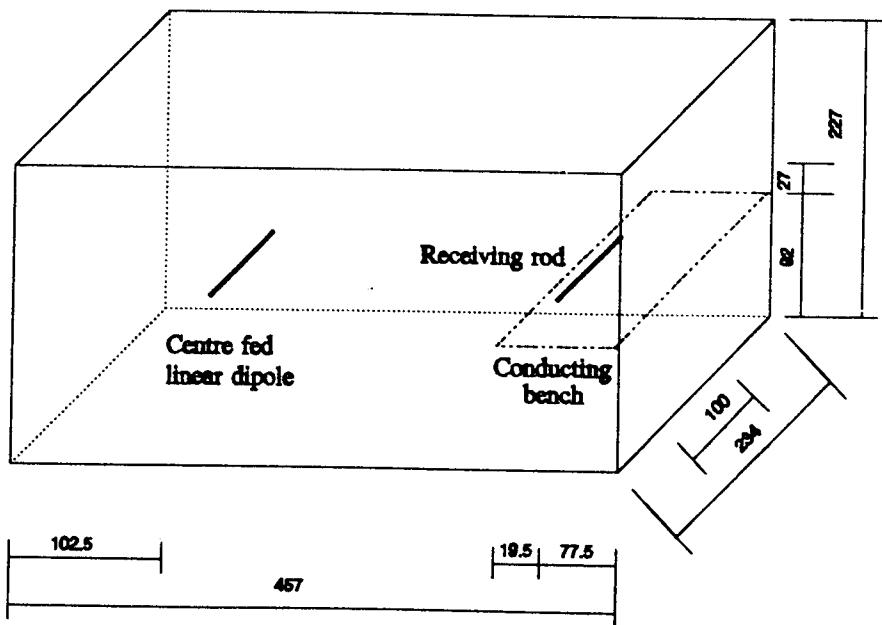 227
27
92
Receiving rod
Centre fed
linear dipole
Conducting
bench
100
234
102.5
19.5
77.5
457